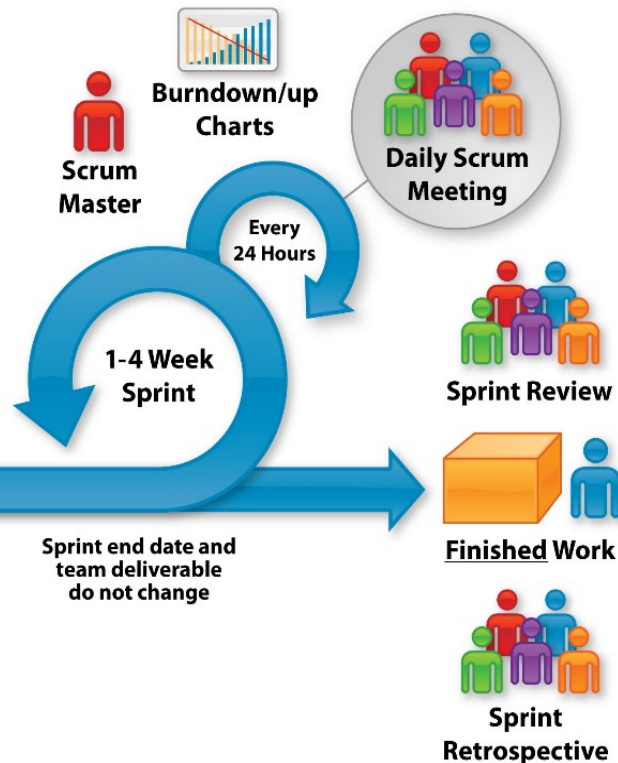 Burndown/up
Charts
Scrum
Master
Daily Scrum
Meeting
Every
24 Hours
1-4 Week
Sprint
Sprint Review
Finished Work
Sprint end date and
team deliverable
do not change
Sprint
Retrospective